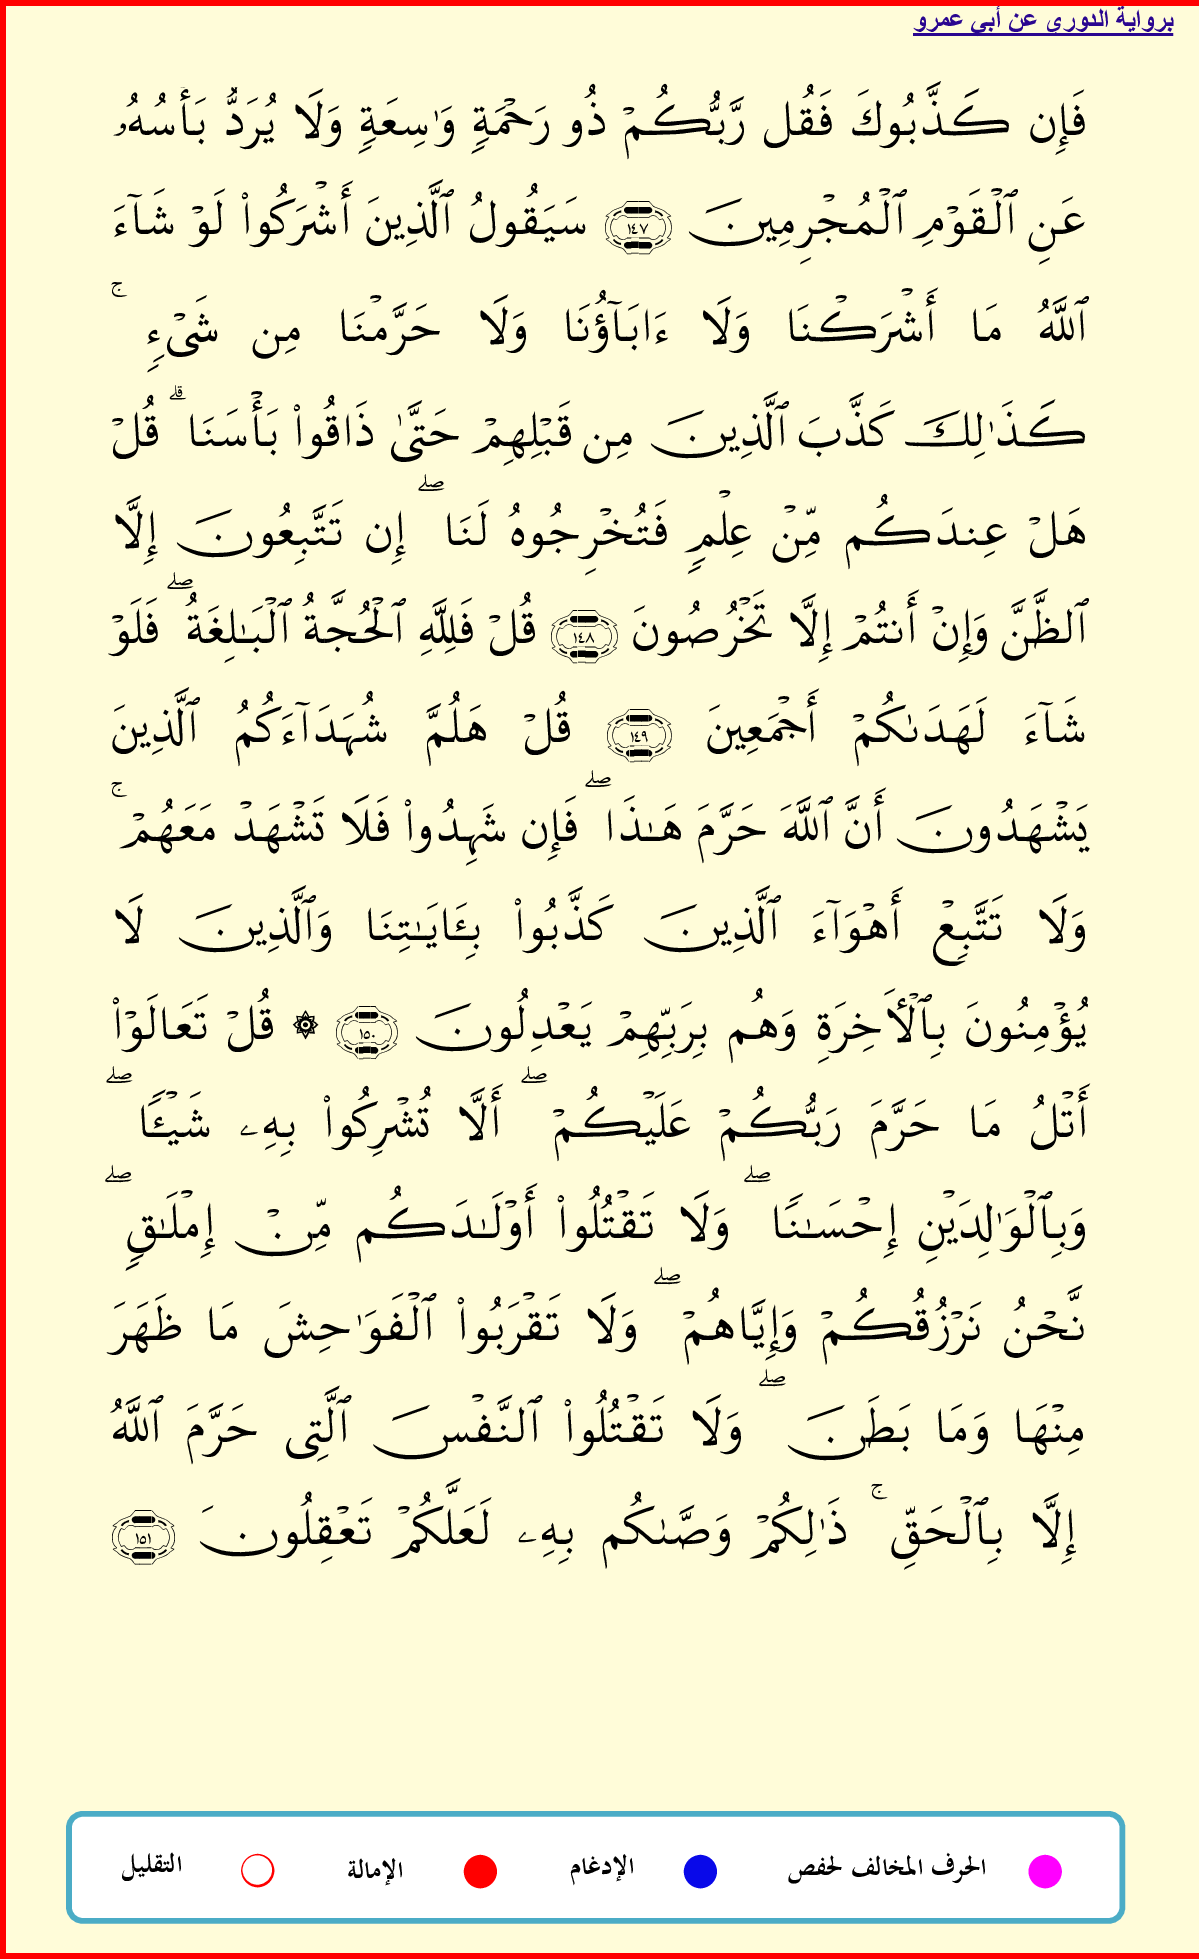 برواية الدوري عن أبي عمرو
فَإِن كَذَّبُوكَ فَقُل رَّبُّكُمۡ ذُو رَحۡمَةٖ وَٰسِعَةٖ وَلَا يُرَدُّ بَأۡسُهُۥ
عَنِ ٱلۡقَوۡمِ ٱلۡمُجۡرِمِينَ ١٤٧ سَيَقُولُ ٱلَّذِينَ أَشۡرَكُواْ لَوۡ شَآءَ
ٱللَّهُ مَا أَشۡرَكۡنَا وَلَا ءَابَآؤُنَا وَلَا حَرَّمۡنَا مِن شَيۡءٖۚ
كَذَٰلِكَ كَذَّبَ ٱلَّذِينَ مِن قَبۡلِهِمۡ حَتَّىٰ ذَاقُواْ بَأۡسَنَاۗ قُلۡ
هَلۡ عِندَكُم مِّنۡ عِلۡمٖ فَتُخۡرِجُوهُ لَنَاۖ إِن تَتَّبِعُونَ إِلَّا
ٱلظَّنَّ وَإِنۡ أَنتُمۡ إِلَّا تَخۡرُصُونَ ١٤٨ قُلۡ فَلِلَّهِ ٱلۡحُجَّةُ ٱلۡبَٰلِغَةُۖ فَلَوۡ
شَآءَ لَهَدَىٰكُمۡ أَجۡمَعِينَ ١٤٩ قُلۡ هَلُمَّ شُهَدَآءَكُمُ ٱلَّذِينَ
يَشۡهَدُونَ أَنَّ ٱللَّهَ حَرَّمَ هَٰذَاۖ فَإِن شَهِدُواْ فَلَا تَشۡهَدۡ مَعَهُمۡۚ
وَلَا تَتَّبِعۡ أَهۡوَآءَ ٱلَّذِينَ كَذَّبُواْ بِـَٔايَٰتِنَا وَٱلَّذِينَ لَا
يُؤۡمِنُونَ بِٱلۡأَخِرَةِ وَهُم بِرَبِّهِمۡ يَعۡدِلُونَ ١٥٠ ۞ قُلۡ تَعَالَوۡاْ
أَتۡلُ مَا حَرَّمَ رَبُّكُمۡ عَلَيۡكُمۡۖ أَلَّا تُشۡرِكُواْ بِهِۦ شَيۡـٔٗاۖ
وَبِٱلۡوَٰلِدَيۡنِ إِحۡسَٰنٗاۖ وَلَا تَقۡتُلُواْ أَوۡلَٰدَكُم مِّنۡ إِمۡلَٰقٖۖ
نَّحۡنُ نَرۡزُقُكُمۡ وَإِيَّاهُمۡۖ وَلَا تَقۡرَبُواْ ٱلۡفَوَٰحِشَ مَا ظَهَرَ
مِنۡهَا وَمَا بَطَنَۖ وَلَا تَقۡتُلُواْ ٱلنَّفۡسَ ٱلَّتِي حَرَّمَ ٱللَّهُ
إِلَّا بِٱلۡحَقِّۚ ذَٰلِكُمۡ وَصَّىٰكُم بِهِۦ لَعَلَّكُمۡ تَعۡقِلُونَ ١٥١
الحرف المخالف لحفص الإدغام الإمالة التقليل